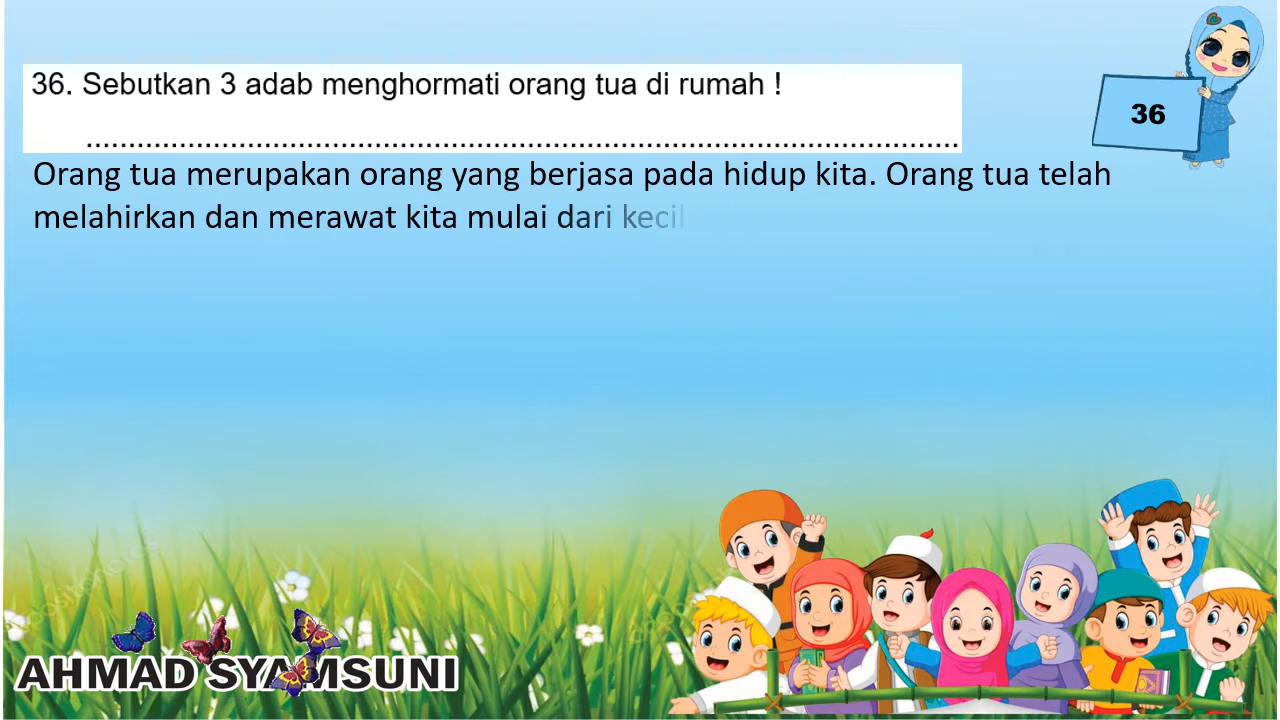 36. Sebutkan 3 adab menghormati orang tua di rumah !
....................................................................................................
36
Orang tua merupakan orang yang berjasa pada hidup kita. Orang tua telah
melahirkan dan merawat kita mulai dari kecil
AHMAD SYAMSUNI